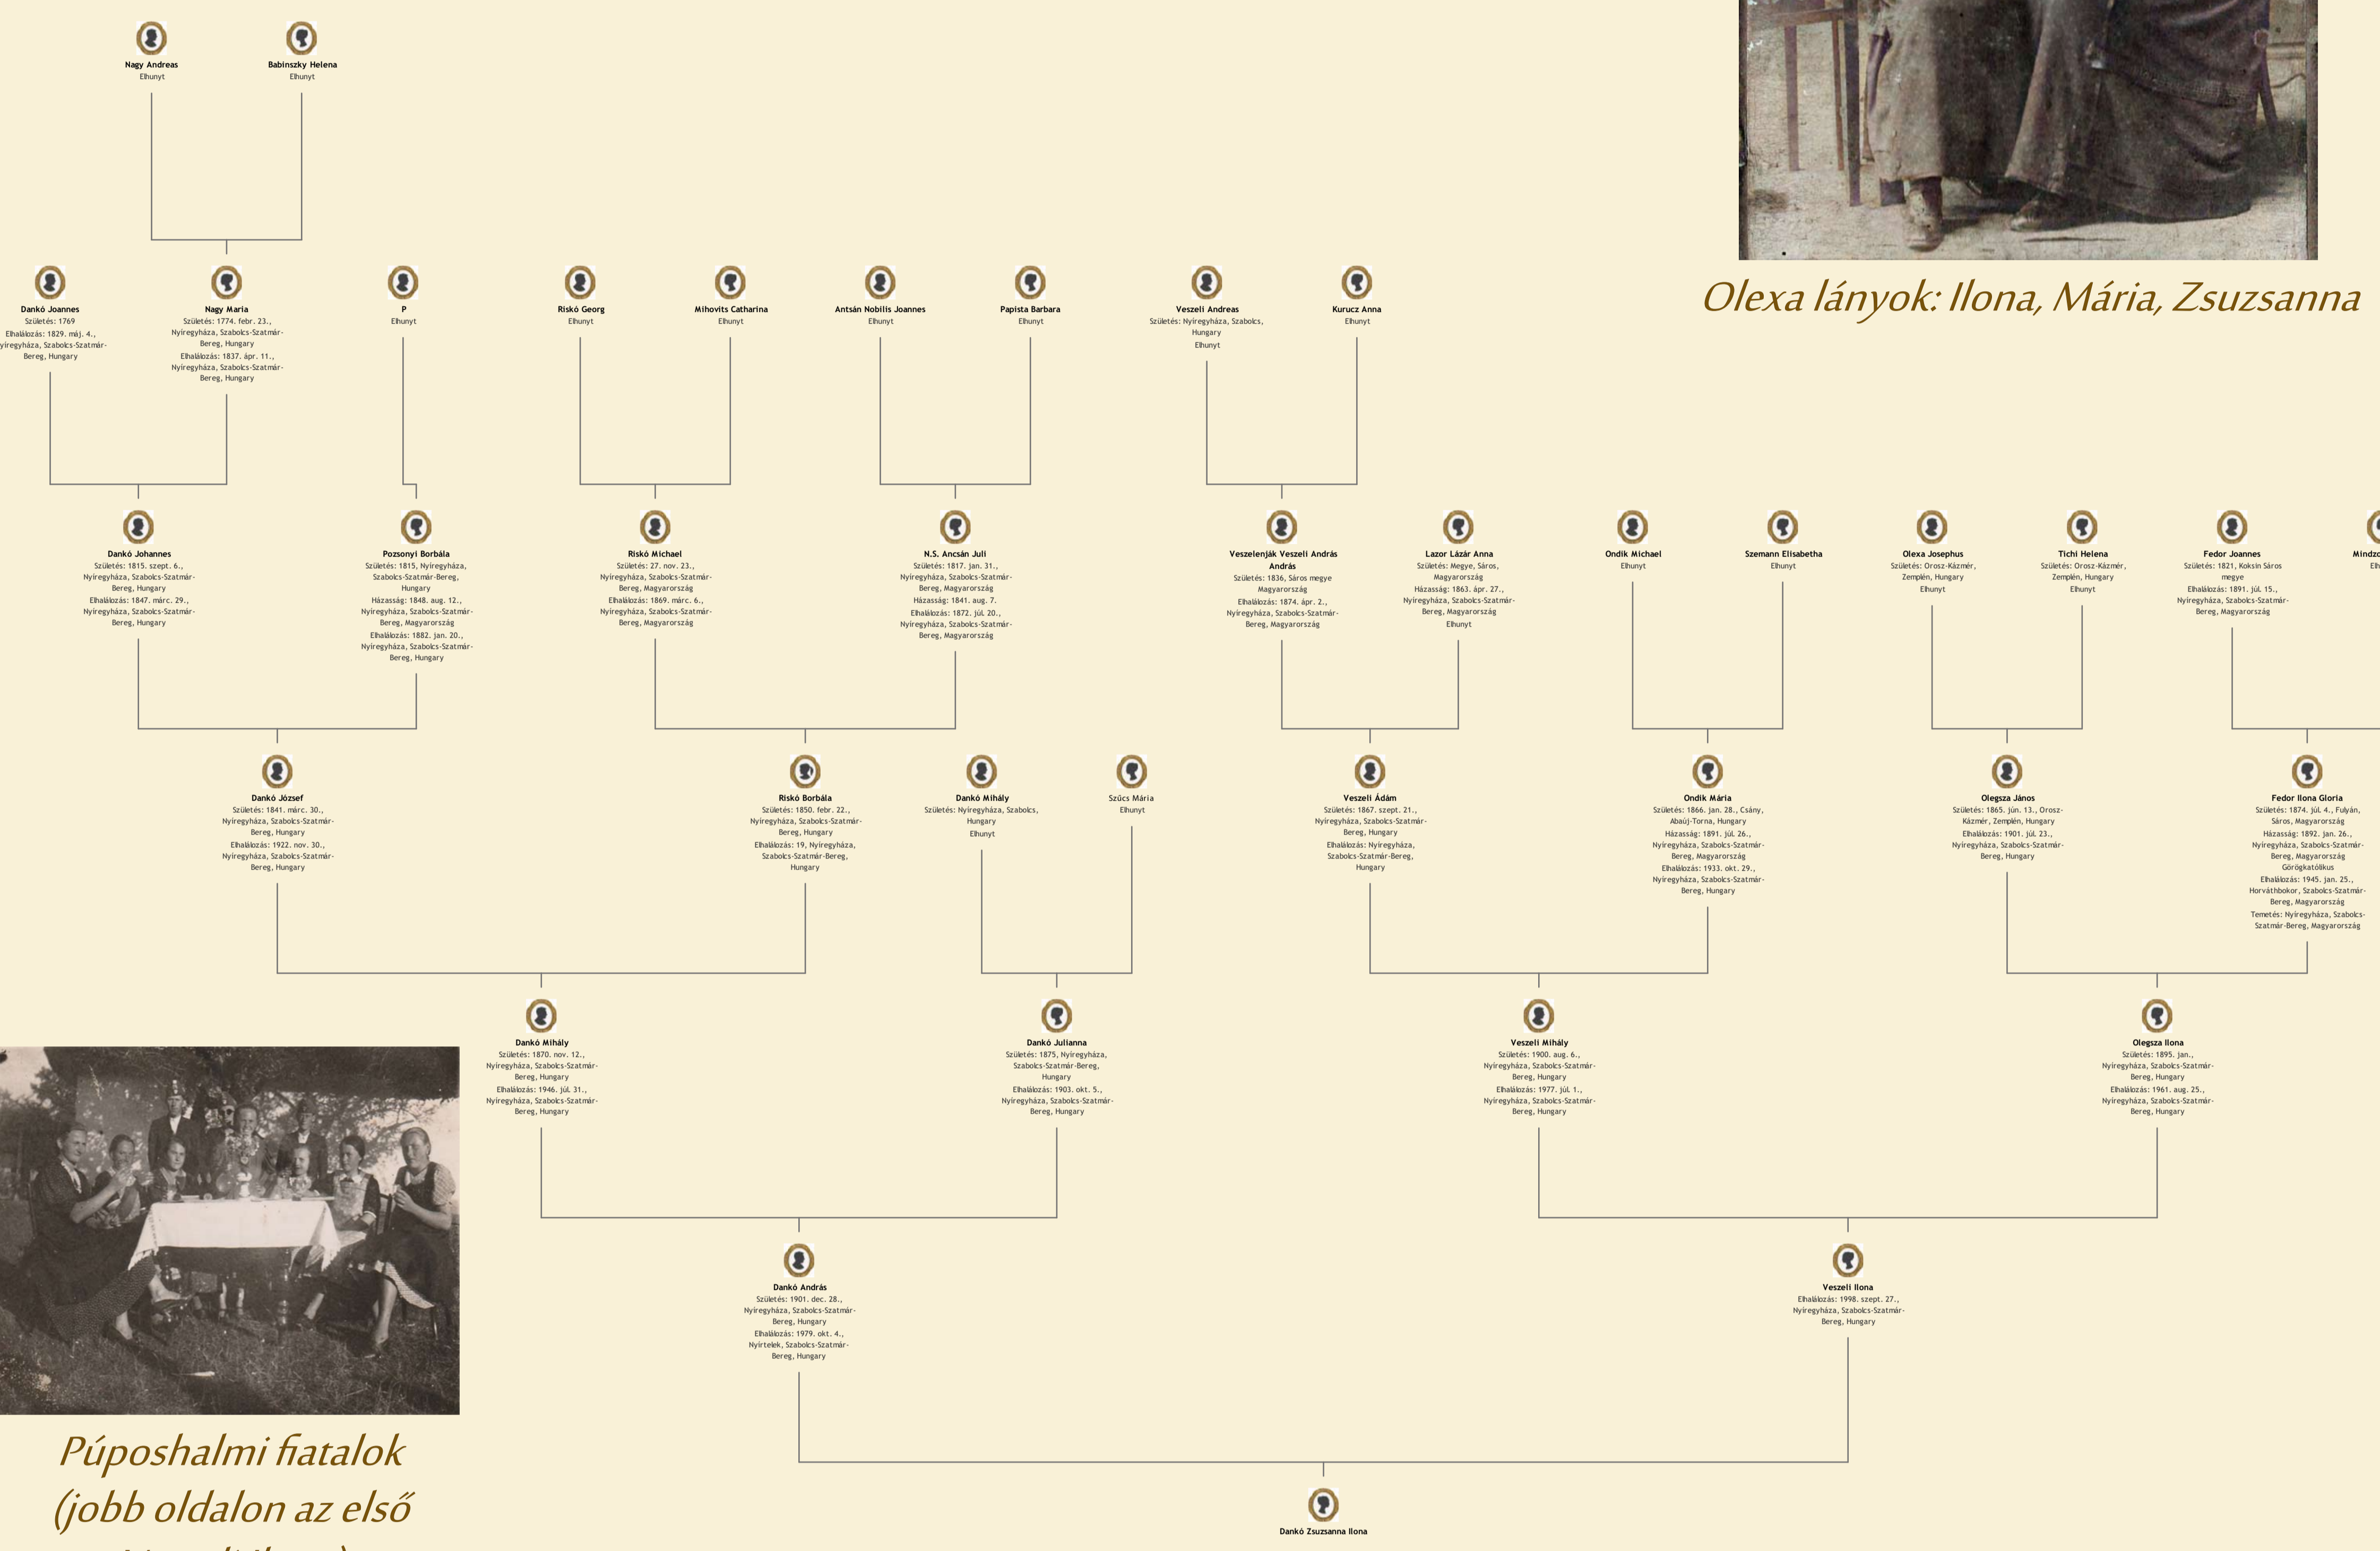 Nagy Andreas
Elhunyt
Babinszky Helena
Elhunyt
Olexa lányok: Ilona, Mária, Zsuzsanna
Dankó Joannes
Születés: 1769
Elhalálozás: 1829. máj. 4.,
yíregyháza, Szabolcs-Szatmár-
Bereg, Hungary
Nagy Maria
Születés: 1774. febr. 23.,
Nyíregyháza, Szabolcs-Szatmár-
Bereg, Hungary
Elhalálozás: 1837. ápr. 11.,
Nyíregyháza, Szabolcs-Szatmár-
Bereg, Hungary
P
Elhunyt
Riskó Georg
Elhunyt
Mihovits Catharina
Elhunyt
Antsán Nobilis Joannes
Elhunyt
Papista Barbara
Elhunyt
Veszeli Andreas
Születés: Nyíregyháza, Szabolcs,
Hungary
Elhunyt
Kurucz Anna
Elhunyt
Dankó Johannes
Születés: 1815. szept. 6.,
Nyíregyháza, Szabolcs-Szatmár-
Bereg, Hungary
Elhalálozás: 1847. márc. 29.,
Nyíregyháza, Szabolcs-Szatmár-
Bereg, Hungary
Pozsonyi Borbála
Születés: 1815, Nyíregyháza,
Szabolcs-Szatmár-Bereg,
Hungary
Házasság: 1848. aug. 12.,
Nyíregyháza, Szabolcs-Szatmár-
Bereg, Magyarország
Elhalálozás: 1882. jan. 20.,
Nyíregyháza, Szabolcs-Szatmár-
Bereg, Hungary
Riskó Michael
Születés: 27. nov. 23.,
Nyíregyháza, Szabolcs-Szatmár-
Bereg, Magyarország
Elhalálozás: 1869. márc. 6.,
Nyíregyháza, Szabolcs-Szatmár-
Bereg, Magyarország
N.S. Ancsán Juli
Születés: 1817. jan. 31.,
Nyíregyháza, Szabolcs-Szatmár-
Bereg, Magyarország
Házasság: 1841. aug. 7.
Elhalálozás: 1872. júl. 20.,
Nyíregyháza, Szabolcs-Szatmár-
Bereg, Magyarország
Veszelenják Veszeli András
András
Születés: 1836, Sáros megye
Magyarország
Elhalálozás: 1874. ápr. 2.,
Nyíregyháza, Szabolcs-Szatmár-
Bereg, Magyarország
Lazor Lázár Anna
Születés: Megye, Sáros,
Magyarország
Házasság: 1863. ápr. 27.,
Nyíregyháza, Szabolcs-Szatmár-
Bereg, Magyarország
Elhunyt
Ondik Michael
Elhunyt
Szemann Elisabetha
Elhunyt
Olexa Josephus
Születés: Orosz-Kázmér,
Zemplén, Hungary
Elhunyt
Tichi Helena
Születés: Orosz-Kázmér,
Zemplén, Hungary
Elhunyt
Fedor Joannes
Születés: 1821, Koksin Sáros
megye
Elhalálozás: 1891. júl. 15.,
Nyíregyháza, Szabolcs-Szatmár-
Bereg, Magyarország
Dankó József
Születés: 1841. márc. 30.,
Nyíregyháza, Szabolcs-Szatmár-
Bereg, Hungary
Elhalálozás: 1922. nov. 30.,
Nyíregyháza, Szabolcs-Szatmár-
Bereg, Hungary
Riskó Borbála
Születés: 1850. febr. 22.,
Nyíregyháza, Szabolcs-Szatmár-
Bereg, Hungary
Elhalálozás: 19, Nyíregyháza,
Szabolcs-Szatmár-Bereg,
Hungary
Dankó Mihály
Születés: Nyíregyháza, Szabolcs,
Hungary
Elhunyt
Szűcs Mária
Elhunyt
Veszeli Ádám
Születés: 1867. szept. 21.,
Nyíregyháza, Szabolcs-Szatmár-
Bereg, Hungary
Elhalálozás: Nyíregyháza,
Szabolcs-Szatmár-Bereg,
Hungary
Ondik Mária
Születés: 1866. jan. 28., Csány,
Abaúj-Torna, Hungary
Házasság: 1891. júl. 26.,
Nyíregyháza, Szabolcs-Szatmár-
Bereg, Magyarország
Elhalálozás: 1933. okt. 29.,
Nyíregyháza, Szabolcs-Szatmár-
Bereg, Hungary
Olegsza János
Születés: 1865. jún. 13., Orosz-
Kázmér, Zemplén, Hungary
Elhalálozás: 1901. júl. 23.,
Nyíregyháza, Szabolcs-Szatmár-
Bereg, Hungary
Fedor Ilona Gloria
Születés: 1874. júl. 4., Fulyán,
Sáros, Magyarország
Házasság: 1892. jan. 26.,
Nyíregyháza, Szabolcs-Szatmár-
Bereg, Magyarország
Görögkatólikus
Elhalálozás: 1945. jan. 25.,
Horváthbokor, Szabolcs-Szatmár-
Bereg, Magyarország
Temetés: Nyíregyháza, Szabolcs-
Szatmár-Bereg, Magyarország
Dankó Mihály
Születés: 1870. nov. 12.,
Nyíregyháza, Szabolcs-Szatmár-
Bereg, Hungary
Elhalálozás: 1946. júl. 31.,
Nyíregyháza, Szabolcs-Szatmár-
Bereg, Hungary
Dankó Julianna
Születés: 1875, Nyíregyháza,
Szabolcs-Szatmár-Bereg,
Hungary
Elhalálozás: 1903. okt. 5.,
Nyíregyháza, Szabolcs-Szatmár-
Bereg, Hungary
Veszeli Mihály
Születés: 1900. aug. 6.,
Nyíregyháza, Szabolcs-Szatmár-
Bereg, Hungary
Elhalálozás: 1977. júl. 1.,
Nyíregyháza, Szabolcs-Szatmár-
Bereg, Hungary
Olegsza Ilona
Születés: 1895. jan.,
Nyíregyháza, Szabolcs-Szatmár-
Bereg, Hungary
Elhalálozás: 1961. aug. 25.,
Nyíregyháza, Szabolcs-Szatmár-
Bereg, Hungary
Dankó András
Születés: 1901. dec. 28.,
Nyíregyháza, Szabolcs-Szatmár-
Bereg, Hungary
Elhalálozás: 1979. okt. 4.,
Nyírtelek, Szabolcs-Szatmár-
Bereg, Hungary
Veszeli Ilona
Elhalálozás: 1998. szept. 27.,
Nyíregyháza, Szabolcs-Szatmár-
Bereg, Hungary
Púposhalmi fiatalok
(jobb oldalon az első
Dankó Zsuzsanna Ilona